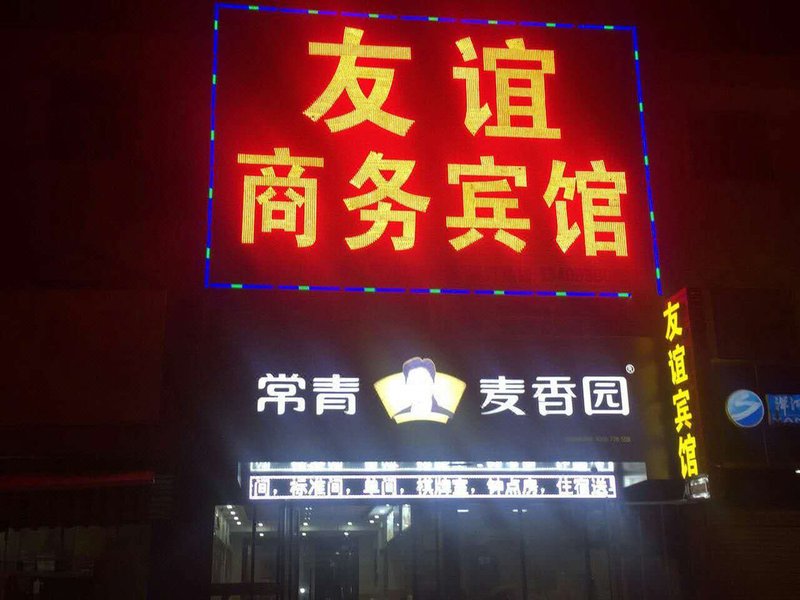 友谊
商务宾馆
常青 麦香园®
间，标准间，单间，棋牌室，钟点房，住宿送
友谊宾馆